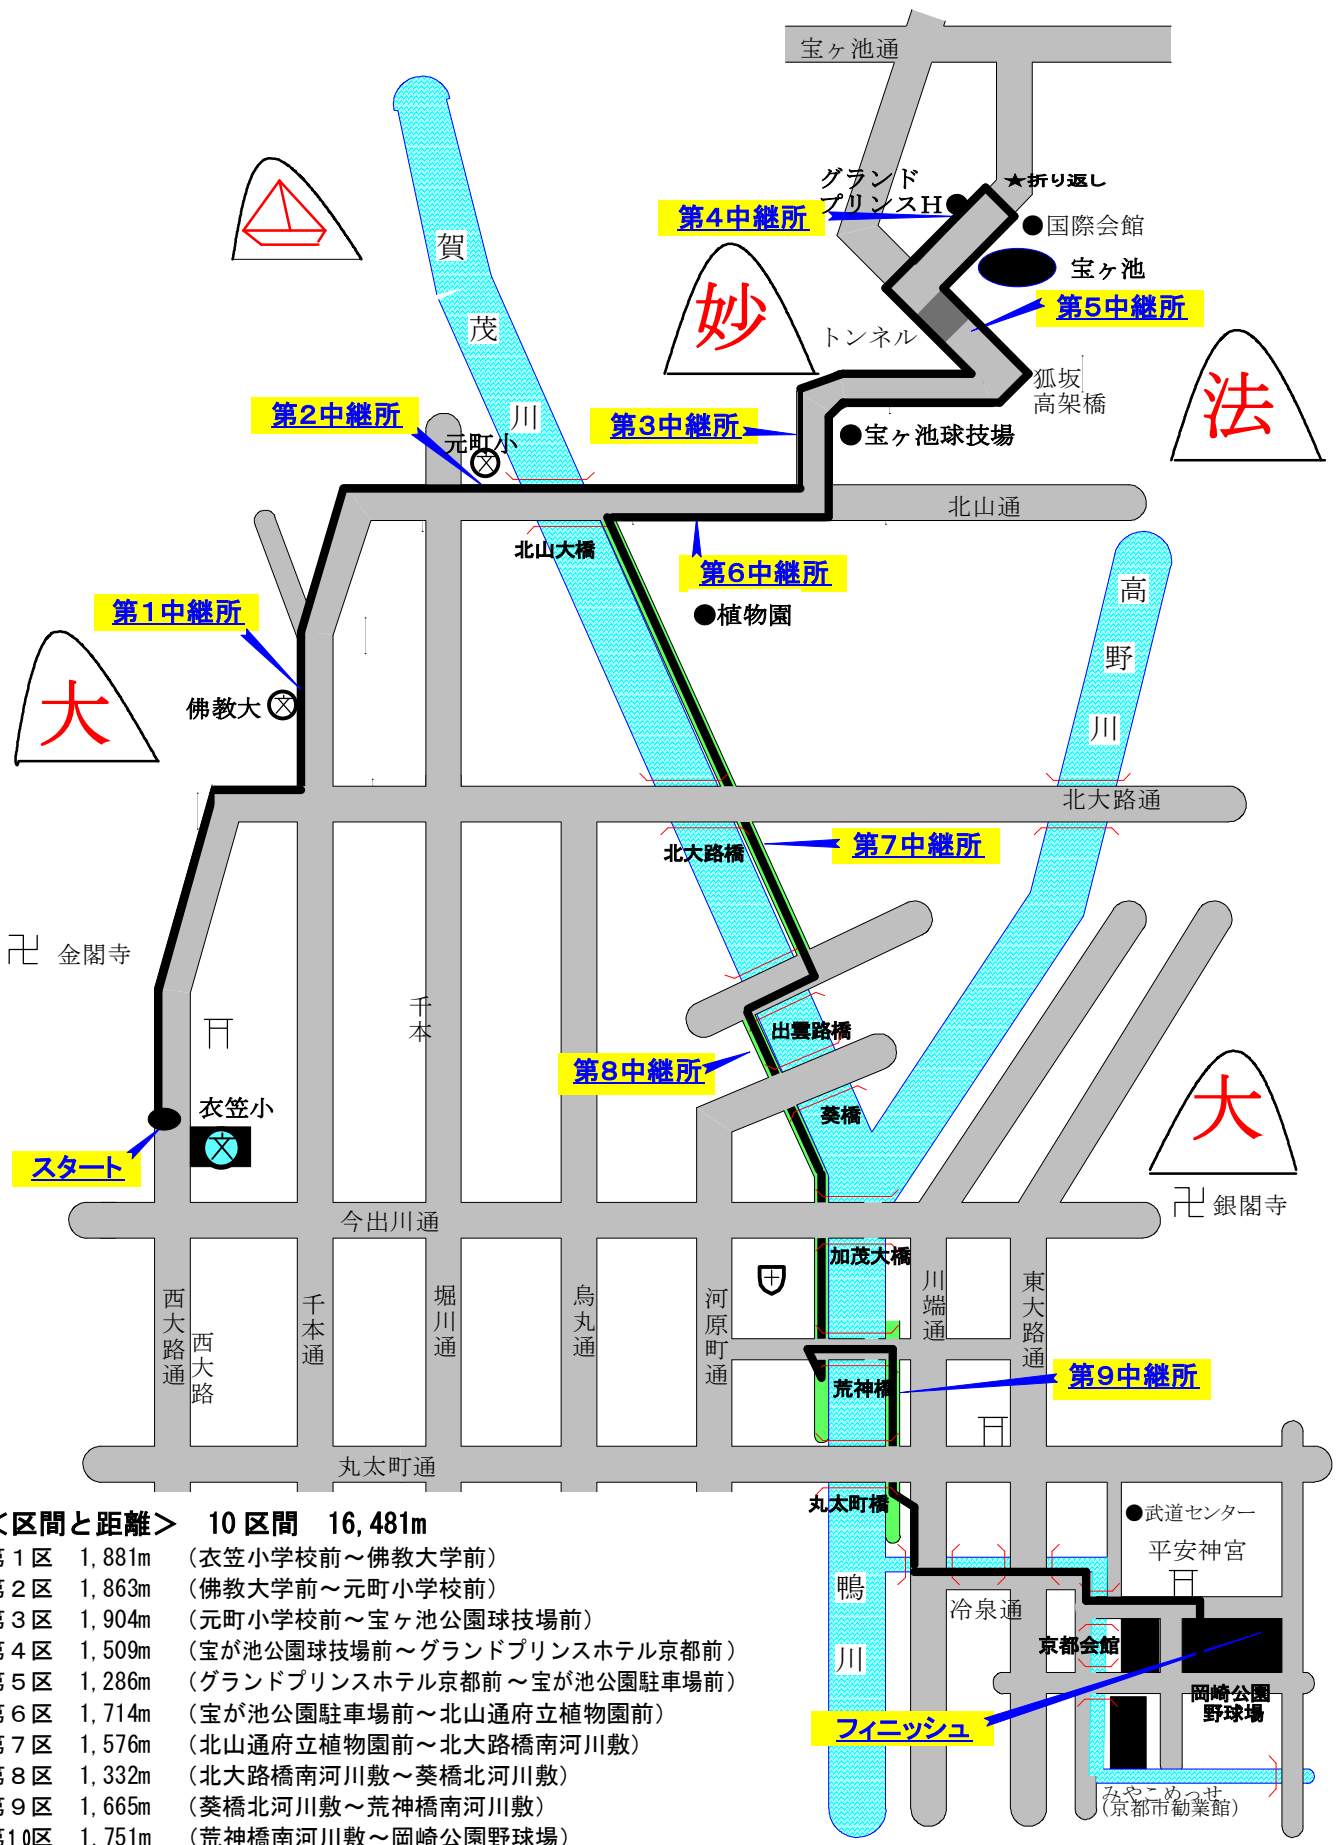 宝ヶ池通
グランド
プリンスH
★折り返し
第4中継所
国際会館
宝ヶ池
第5中継所
賀茂川
妙
トンネル
狐坂
高架橋
法
第2中継所
元町小
文
第3中継所
宝ヶ池球技場
北山通
北山大橋
第6中継所
植物園
高野川
第1中継所
佛教大
文
大
北大路通
北大路橋
第7中継所
卍 金閣寺
千本
出雲路橋
第8中継所
葵橋
衣笠小
文
スタート
大
卍 銀閣寺
今出川通
加茂大橋
西大路通
西大路
千本通
堀川通
烏丸通
河原町通
川端通
東大路通
荒神橋
第9中継所
丸太町通
丸太町橋
武道センター
平安神宮
鴨川
冷泉通
京都会館
岡崎公園
野球場
フィニッシュ
みやこめっせ
(京都市勧業館)
<区間と距離> 10区間 16,481m
第1区 1,881m (衣笠小学校前~佛教大学前)
第2区 1,863m (佛教大学前~元町小学校前)
第3区 1,904m (元町小学校前~宝ヶ池公園球技場前)
第4区 1,509m (宝が池公園球技場前~グランドプリンスホテル京都前)
第5区 1,286m (グランドプリンスホテル京都前~宝が池公園駐車場前)
第6区 1,714m (宝が池公園駐車場前~北山通府立植物園前)
第7区 1,576m (北山通府立植物園前~北大路橋南河川敷)
第8区 1,332m (北大路橋南河川敷~葵橋北河川敷)
第9区 1,665m (葵橋北河川敷~荒神橋南河川敷)
第10区 1,751m (荒神橋南河川敷~岡崎公園野球場)